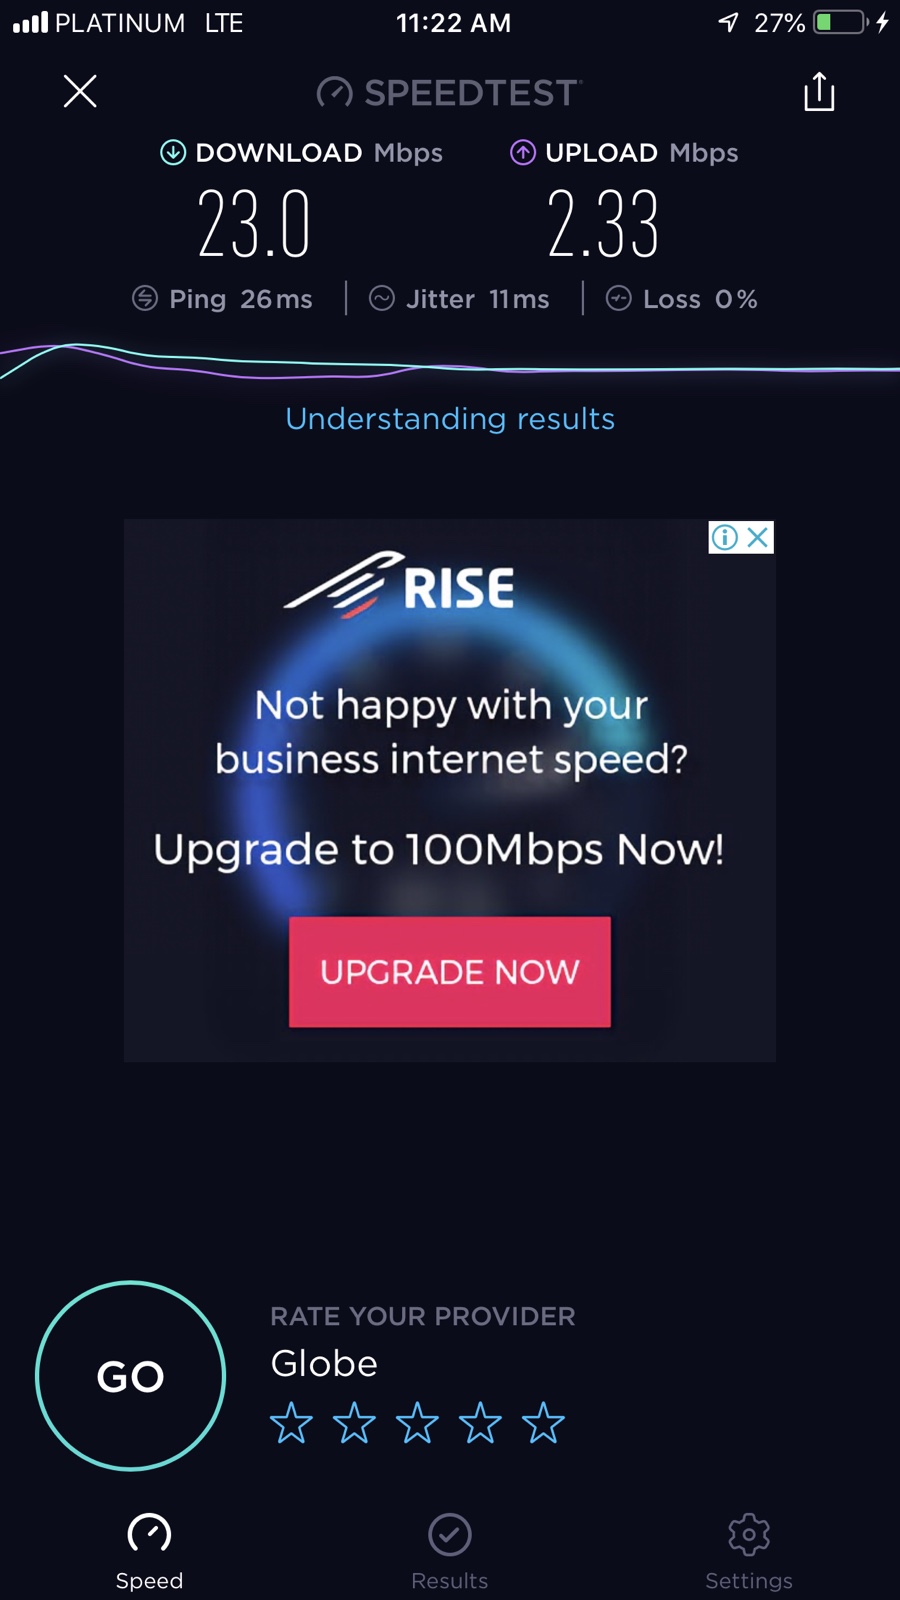 PLATINUM LTE 11:22 AM 27%
SPEEDTEST
DOWNLOAD Mbps UPLOAD Mbps
23.0 2.33
Ping 26ms Jitter 11ms Loss 0%
Understanding results
RISE
Not happy with your
business internet speed?
Upgrade to 100Mbps Now!
UPGRADE NOW
RATE YOUR PROVIDER
Globe
GO
Speed Results Settings